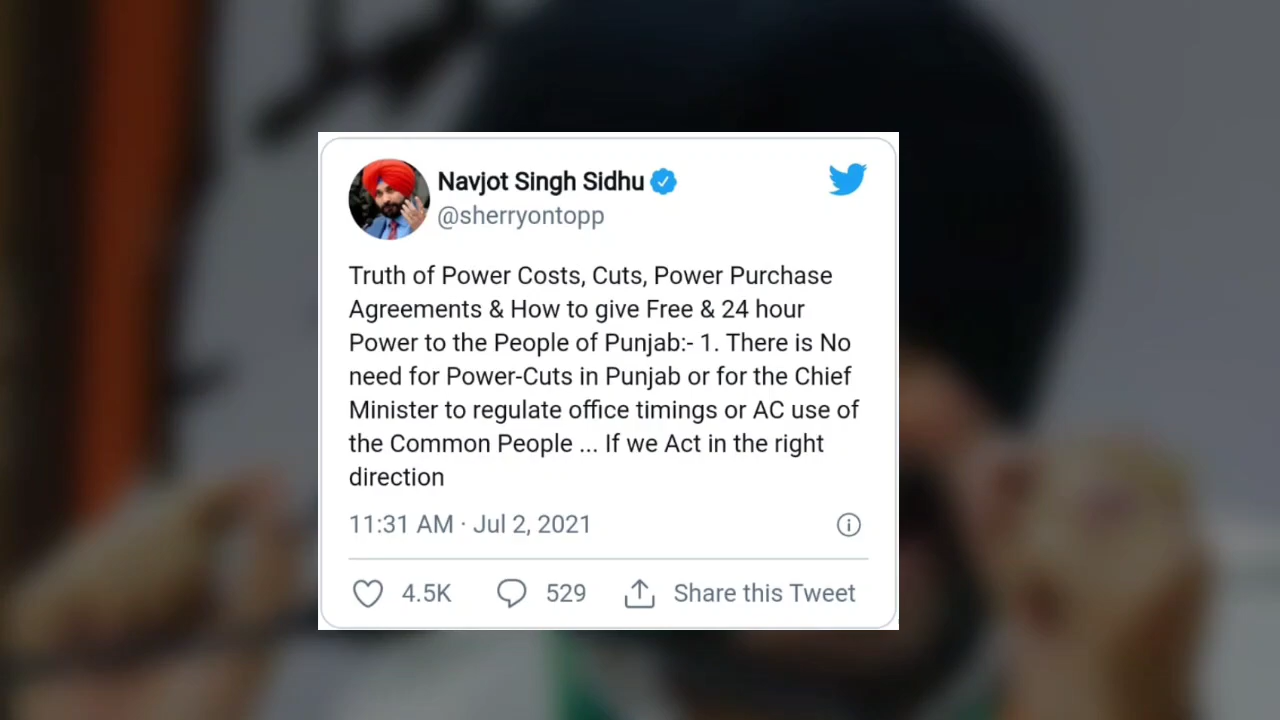 Navjot Singh Sidhu
@sherryontopp
Truth of Power Costs, Cuts, Power Purchase
Agreements & How to give Free & 24 hour
Power to the People of Punjab:- 1. There is No
need for Power-Cuts in Punjab or for the Chief
Minister to regulate office timings or AC use of
the Common People ... If we Act in the right
direction
11:31 AM · Jul 2, 2021
4.5K 529 Share this Tweet